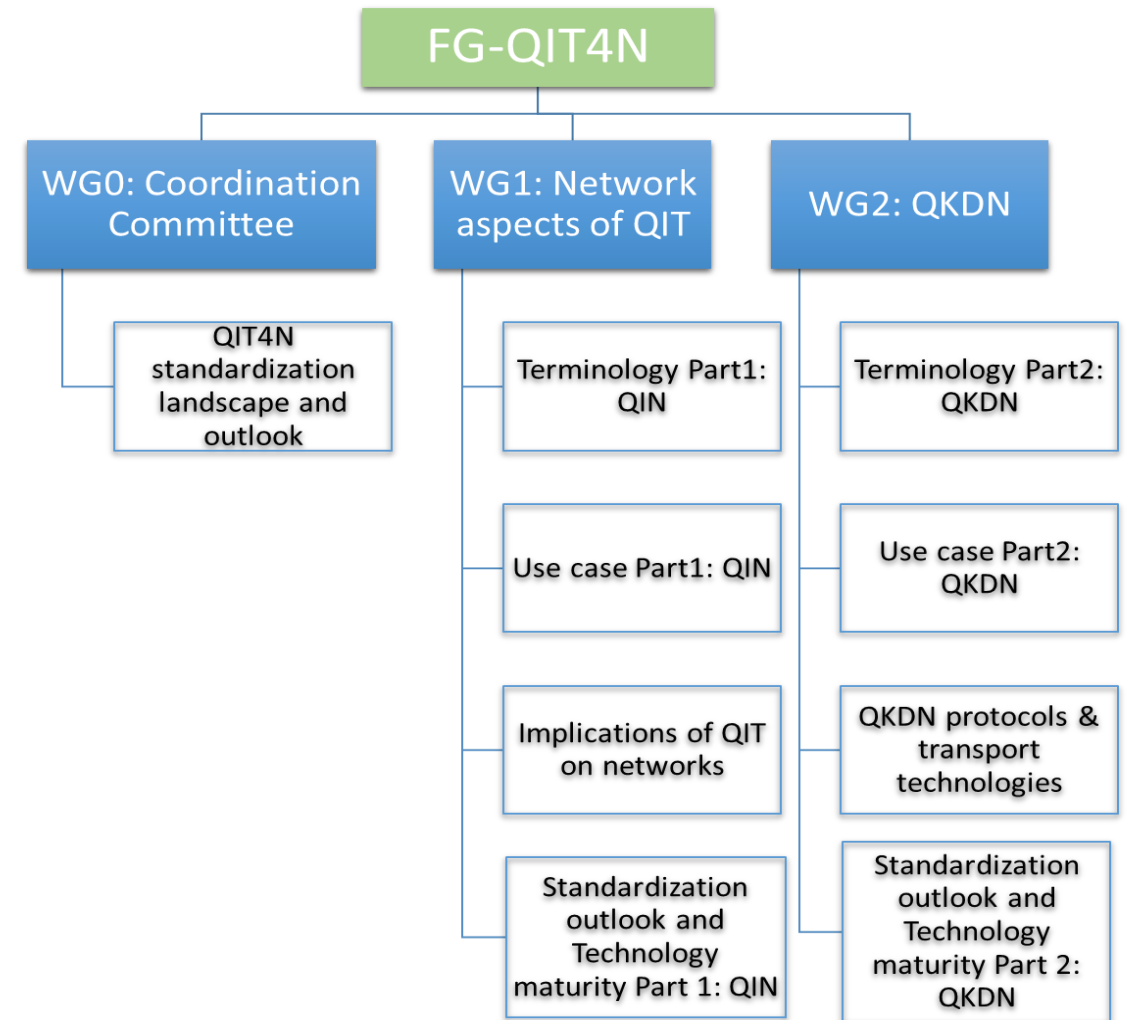 FG-QIT4N
WG0: Coordination
Committee
QIT4N
standardization
landscape and
outlook
WG1: Network
aspects of QIT
Terminology Part1:
QIN
Use case Part1: QIN
Implications of QIT
on networks
Standardization
outlook and
Technology
maturity Part 1: QIN
WG2: QKDN
Terminology Part2:
QKDN
Use case Part2:
QKDN
QKDN protocols &
transport
technologies
Standardization
outlook and
Technology
maturity Part 2:
QKDN